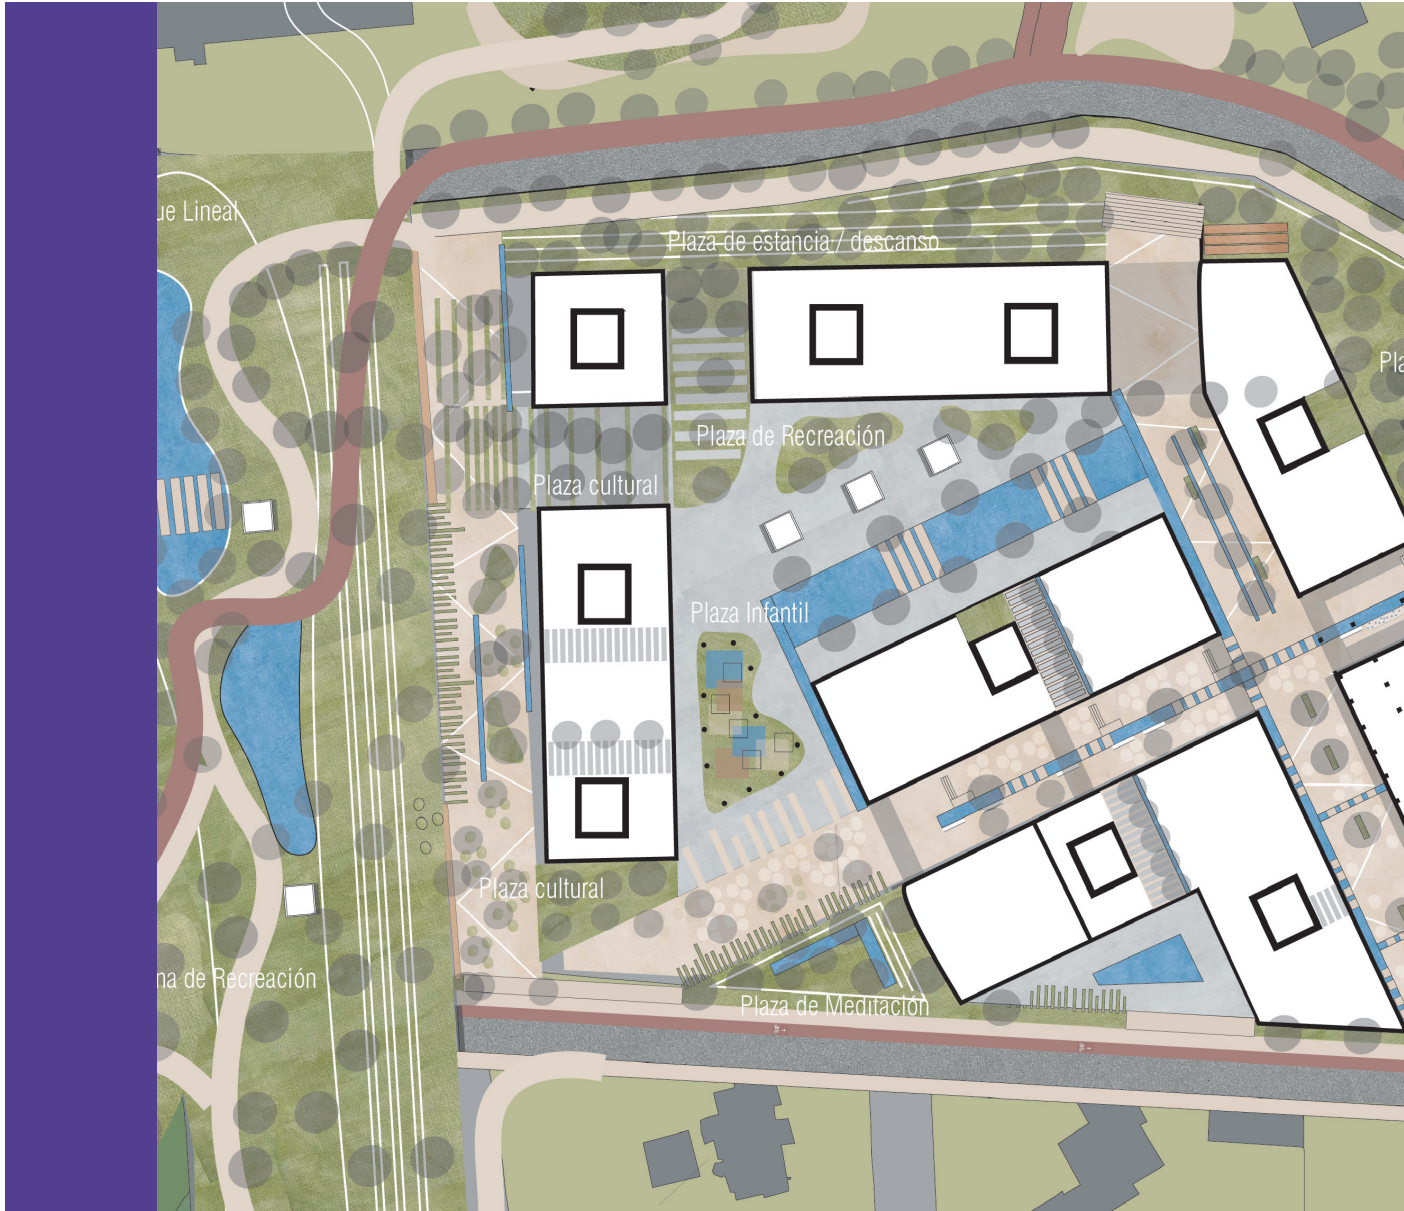 ue Lineal
Plaza de estancia / descanso
Pla
Plaza de Recreación
Plaza cultural
Plaza Infantil
Plaza cultural
na de Recreación
Plaza de Meditación